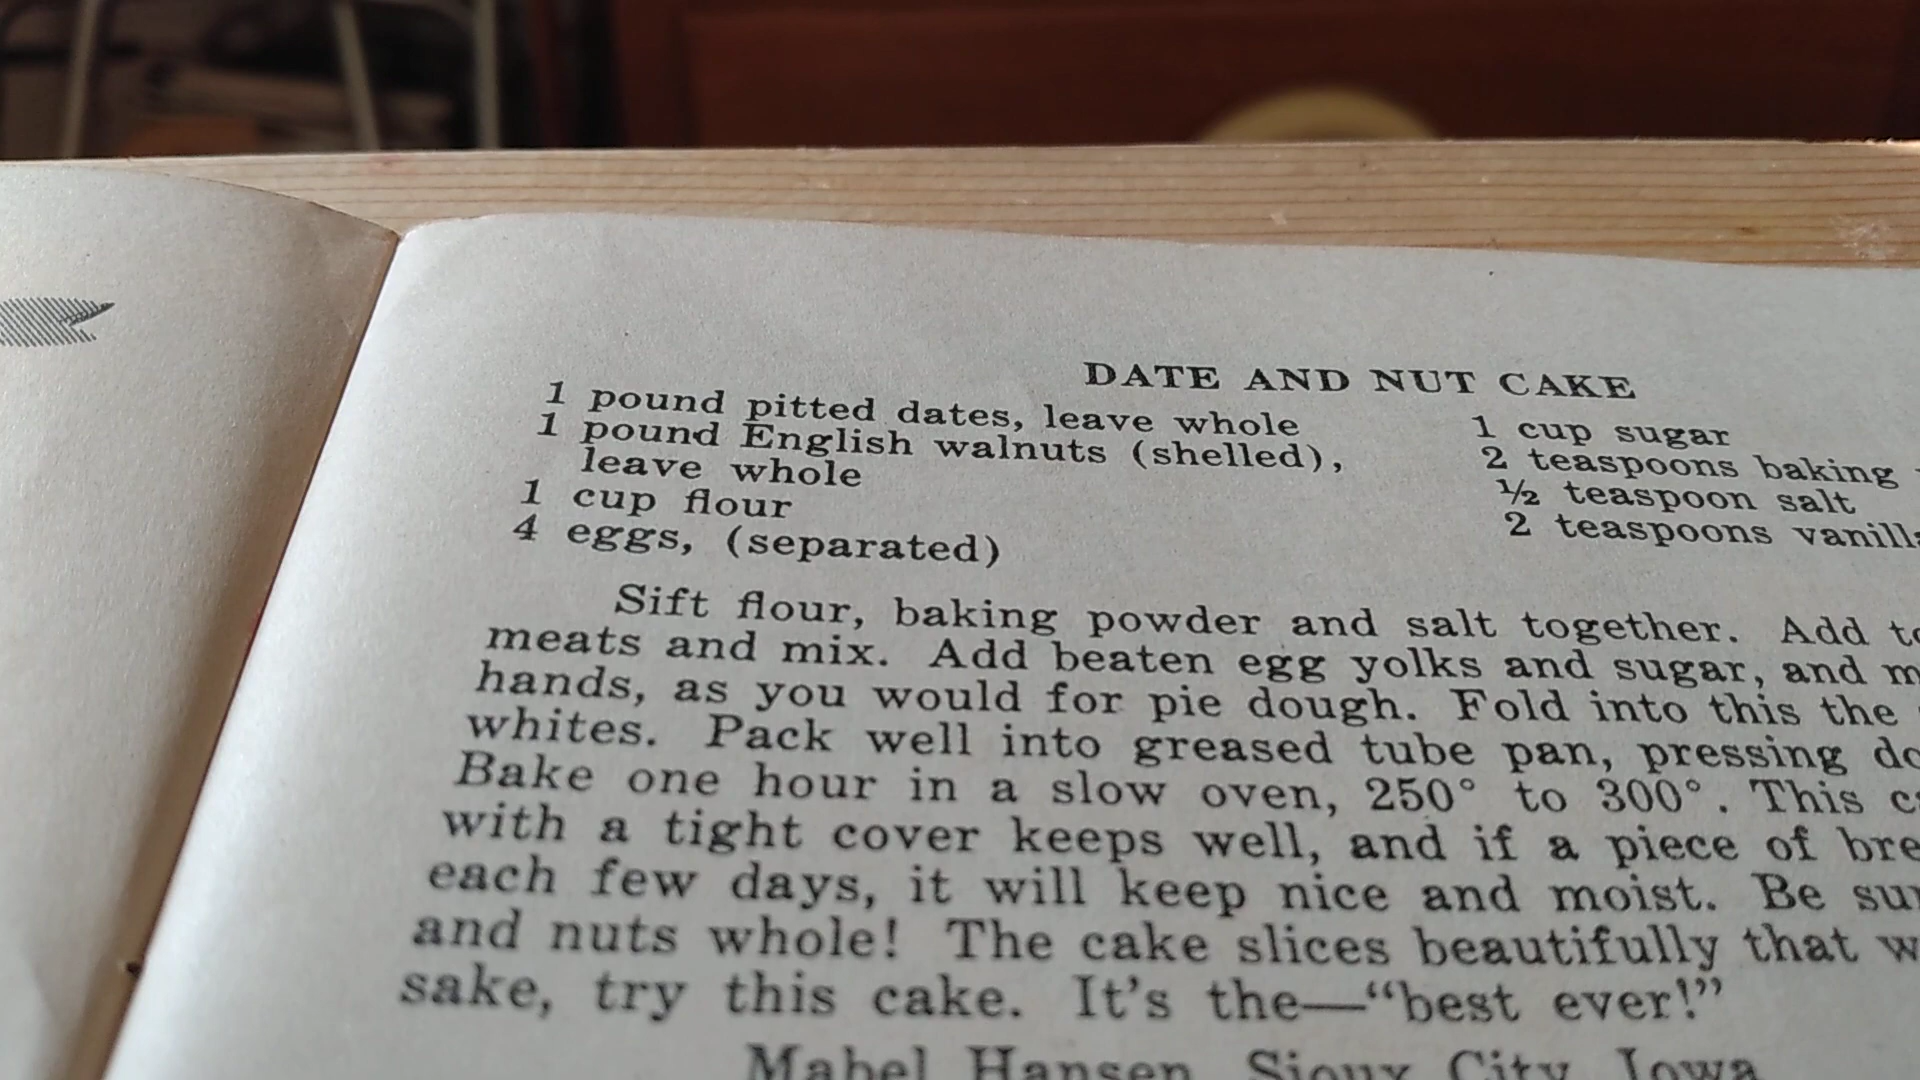 DATE AND NUT CAKE
1 pound pitted dates, leave whole
1 pound English walnuts (shelled),
leave whole
1 cup flour
4 eggs, (separated)
1 cup sugar
2 teaspoons baking
½ teaspoon salt
2 teaspoons
Sift flour, baking powder and salt together. Add
meats and mix. Add beaten egg yolks and sugar, and
hands, as you would for pie dough. Fold into this the
whites. Pack well into greased tube pan, pressing
Bake one hour in a slow oven, 250° to 300°. This
with a tight cover keeps well, and if a piece of
each few days, it will keep nice and moist. Be
and nuts whole! The cake slices beautifully that
sake, try this cake. It's the—“best ever!”
Mabel Hansen, Sioux City, Iowa